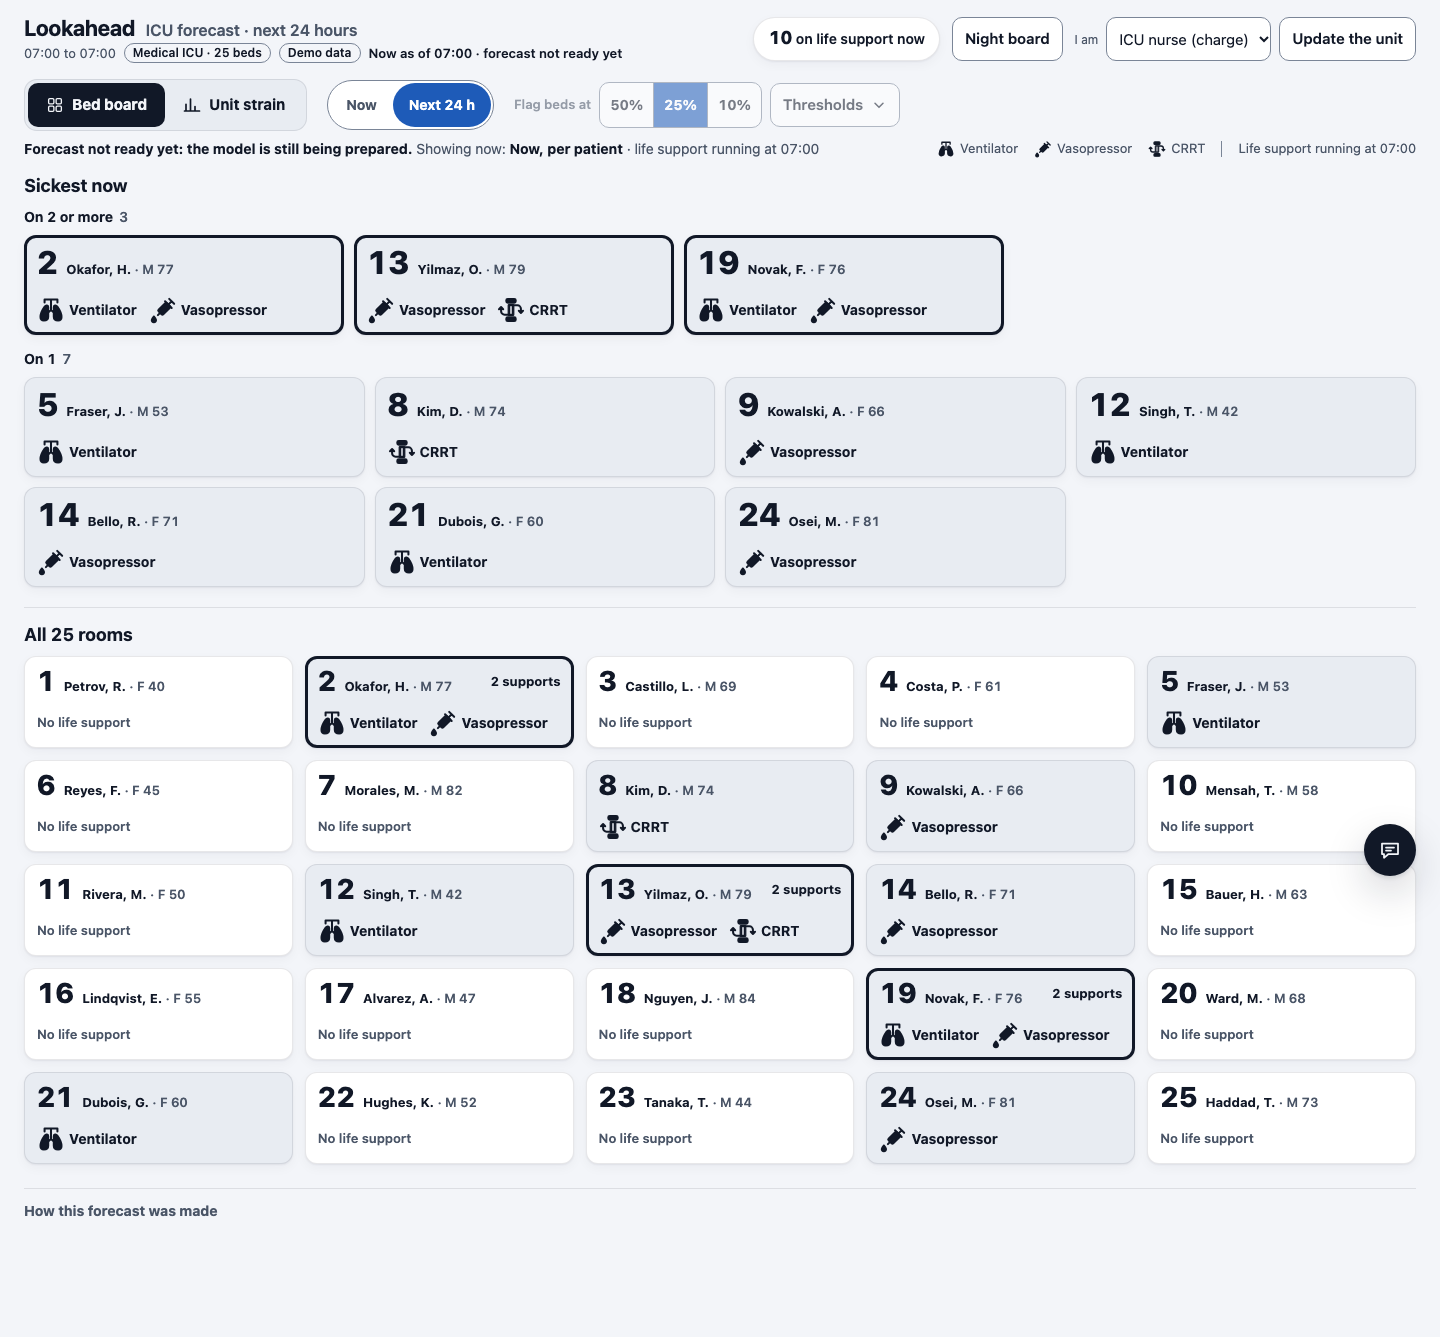 Lookahead ICU forecast · next 24 hours
07:00 to 07:00 Medical ICU · 25 beds Demo data Now as of 07:00 · forecast not ready yet
10 on life support now Night board I am ICU nurse (charge) Update the unit
Bed board Unit strain Now Next 24 h Flag beds at 50% 25% 10% Thresholds
Forecast not ready yet: the model is still being prepared. Showing now: Now, per patient · life support running at 07:00
Ventilator Vasopressor CRRT Life support running at 07:00
Sickest now
On 2 or more 3
2 Okafor, H. · M 77
Ventilator Vasopressor
13 Yilmaz, O. · M 79
Vasopressor CRRT
19 Novak, F. · F 76
Ventilator Vasopressor
On 1 7
5 Fraser, J. · M 53
Ventilator
8 Kim, D. · M 74
CRRT
9 Kowalski, A. · F 66
Vasopressor
12 Singh, T. · M 42
Ventilator
14 Bello, R. · F 71
Vasopressor
21 Dubois, G. · F 60
Ventilator
24 Osei, M. · F 81
Vasopressor
All 25 rooms
1 Petrov, R. · F 40
No life support
2 Okafor, H. · M 77 2 supports
Ventilator Vasopressor
3 Castillo, L. · M 69
No life support
4 Costa, P. · F 61
No life support
5 Fraser, J. · M 53
Ventilator
6 Reyes, F. · F 45
No life support
7 Morales, M. · M 82
No life support
8 Kim, D. · M 74
CRRT
9 Kowalski, A. · F 66
Vasopressor
10 Mensah, T. · M 58
No life support
11 Rivera, M. · F 50
No life support
12 Singh, T. · M 42
Ventilator
13 Yilmaz, O. · M 79 2 supports
Vasopressor CRRT
14 Bello, R. · F 71
Vasopressor
15 Bauer, H. · M 63
No life support
16 Lindqvist, E. · F 55
No life support
17 Alvarez, A. · M 47
No life support
18 Nguyen, J. · M 84
No life support
19 Novak, F. · F 76 2 supports
Ventilator Vasopressor
20 Ward, M. · M 68
No life support
21 Dubois, G. · F 60
Ventilator
22 Hughes, K. · M 52
No life support
23 Tanaka, T. · M 44
No life support
24 Osei, M. · F 81
Vasopressor
25 Haddad, T. · M 73
No life support
How this forecast was made